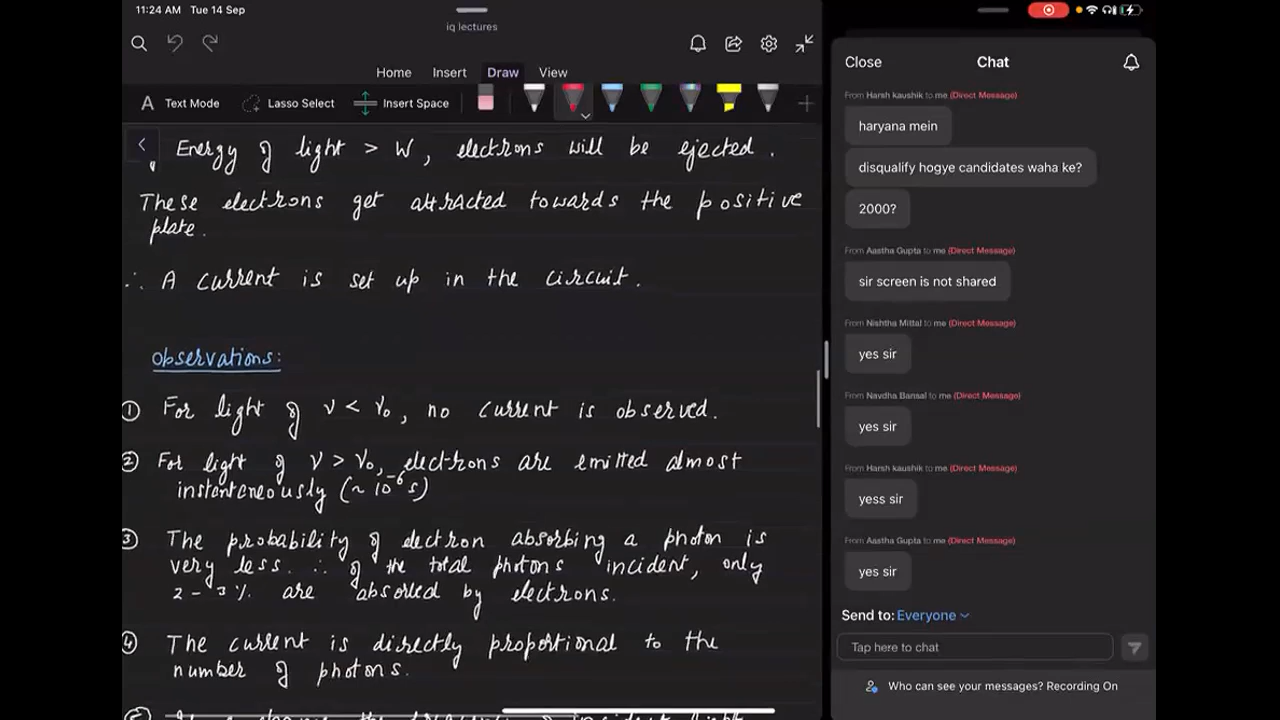 11:24 AM Tue 14 Sep
iq lectures
Home Insert Draw View
Text Mode Lasso Select Insert Space
Energy of light > W, electrons will be ejected.
These electrons get attracted towards the positive
plate.
∴ A current is set up in the circuit.
Observations:
① For light of ν < ν₀, no current is observed.
② For light of ν > ν₀, electrons are emitted almost
instantaneously (~ 10⁻⁶ s)
③ The probability of electron absorbing a photon is
very less. ∴ of the total photons incident, only
2 - 3% are absorbed by electrons.
④ The current is directly proportional to the
number of photons.
Close Chat
From Harsh kaushik to me (Direct Message)
haryana mein
disqualify hogye candidates waha ke?
2000?
From Aastha Gupta to me (Direct Message)
sir screen is not shared
From Nishtha Mittal to me (Direct Message)
yes sir
From Navdha Bansal to me (Direct Message)
yes sir
From Harsh kaushik to me (Direct Message)
yess sir
From Aastha Gupta to me (Direct Message)
yes sir
Send to: Everyone
Tap here to chat
Who can see your messages? Recording On